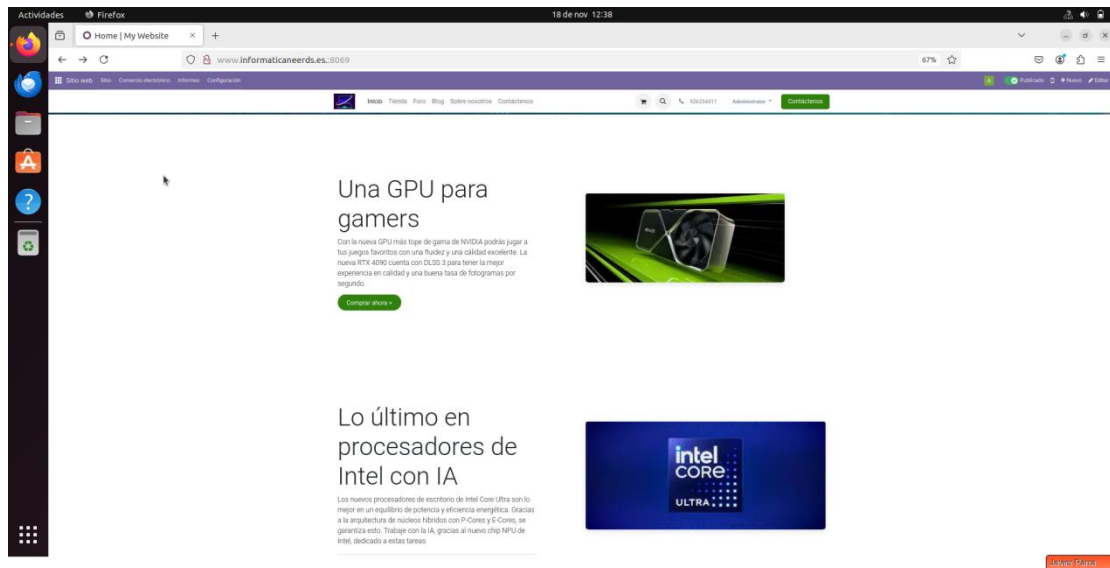 Actividades Firefox 18 de nov 12:38
Home | My Website
www.informaticaneerds.es.:8069 67%
Sitio web Sitio Comercio electrónico Informes Configuración A Publicado +Nuevo Editar
Inicio Tienda Foro Blog Sobre nosotros Contáctenos Administrator Contáctenos
Una GPU para
gamers
Con la nueva GPU más tope de gama de NVIDIA podrás jugar a
tus juegos favoritos con una fluidez y una cálidad excelente. La
nueva RTX 4090 cuenta con DLSS 3 para tener la mejor
experiencia en calidad y una buena tasa de fotogramas por
segundo.
Comprar ahora »
Lo último en
procesadores de
Intel con IA
intel
CORE
ULTRA
Los nuevos procesadores de escritorio de Intel Core Ultra son lo
mejor en un equilibrio de potencia y eficiencia energética. Gracias
a la arquitectura de núcleos híbridos con P-Cores y E-Cores, se
garantiza esto. Trabaje con la IA, gracias al nuevo chip NPU de
Intel, dedicado a estas tareas.
Javier Parra